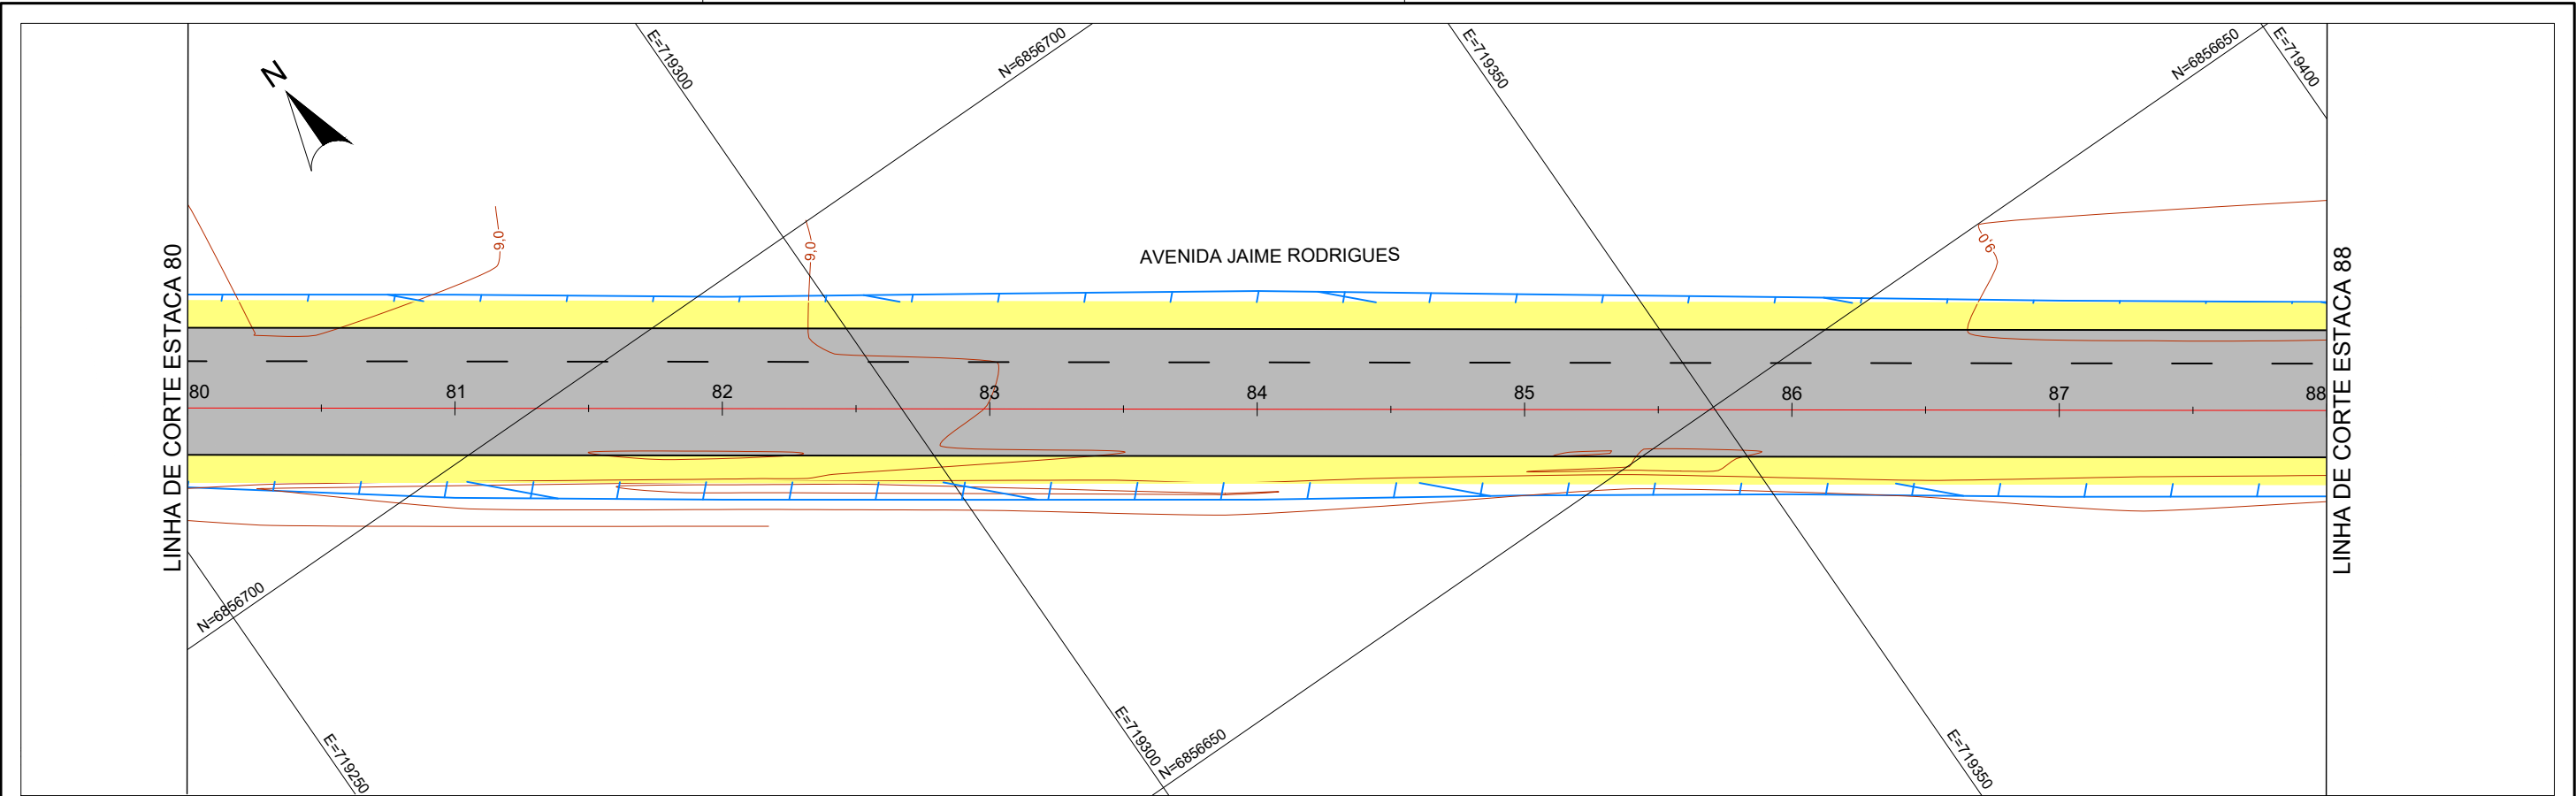 N
E=719300
N=6856700
E=719350
N=6856650
E=719400
9,0
9,0
9,0
AVENIDA JAIME RODRIGUES
LINHA DE CORTE ESTACA 80
LINHA DE CORTE ESTACA 88
80
81
82
83
84
85
86
87
88
N=6856700
E=719250
E=719300
N=6856650
E=719350